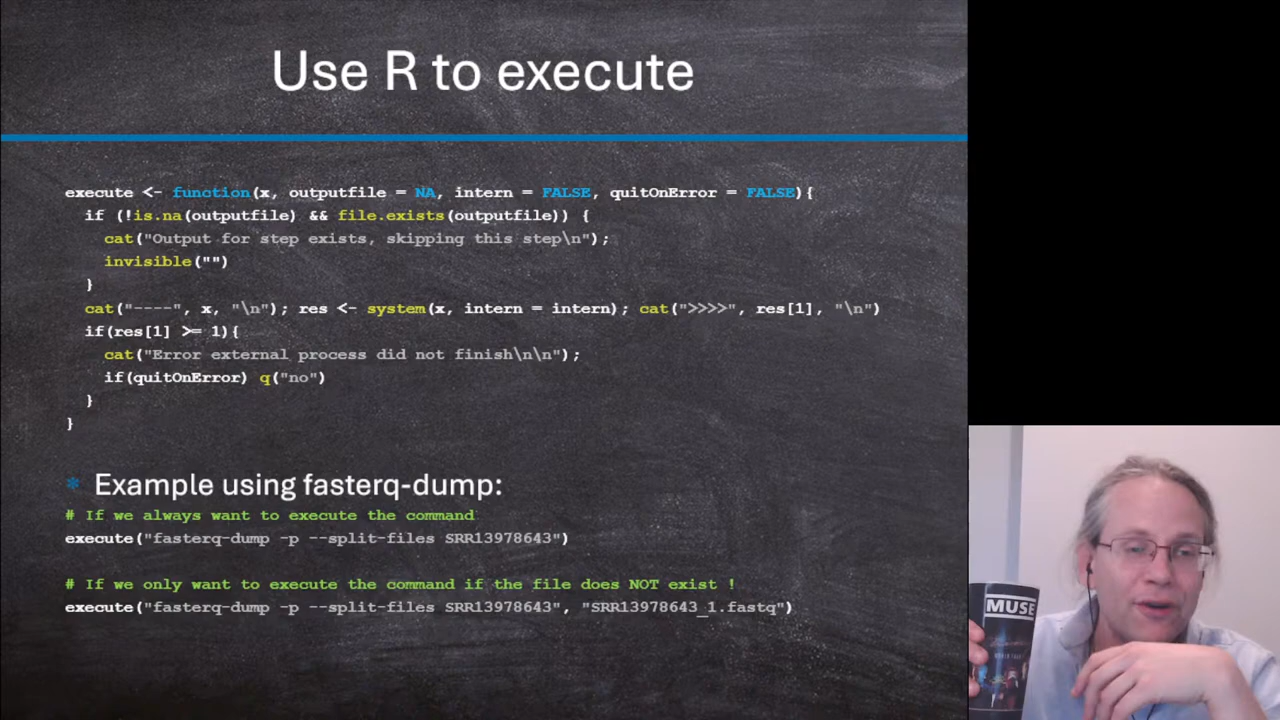 Use R to execute
execute <- function(x, outputfile = NA, intern = FALSE, quitOnError = FALSE){
if (!is.na(outputfile) && file.exists(outputfile)) {
cat("Output for step exists, skipping this step\n");
invisible("")
}
cat("----", x, "\n"); res <- system(x, intern = intern); cat(">>>>", res[1], "\n")
if(res[1] >= 1){
cat("Error external process did not finish\n\n");
if(quitOnError) q("no")
}
}
* Example using fasterq-dump:
# If we always want to execute the command
execute("fasterq-dump -p --split-files SRR13978643")
# If we only want to execute the command if the file does NOT exist !
execute("fasterq-dump -p --split-files SRR13978643", "SRR13978643_1.fastq")
MUSE